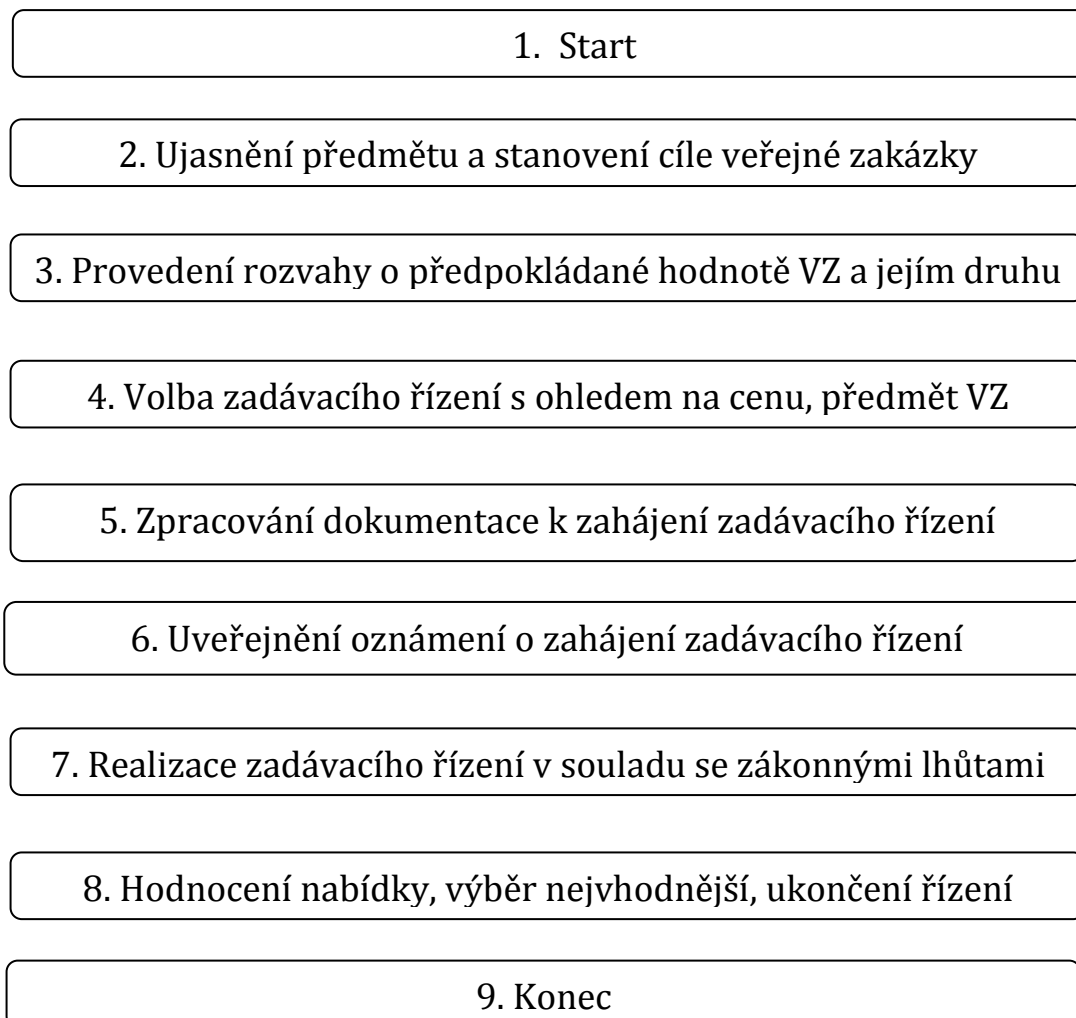 1. Start
2. Ujasnění předmětu a stanovení cíle veřejné zakázky
3. Provedení rozvahy o předpokládané hodnotě VZ a jejím druhu
4. Volba zadávacího řízení s ohledem na cenu, předmět VZ
5. Zpracování dokumentace k zahájení zadávacího řízení
6. Uveřejnění oznámení o zahájení zadávacího řízení
7. Realizace zadávacího řízení v souladu se zákonnými lhůtami
8. Hodnocení nabídky, výběr nejvhodnější, ukončení řízení
9. Konec